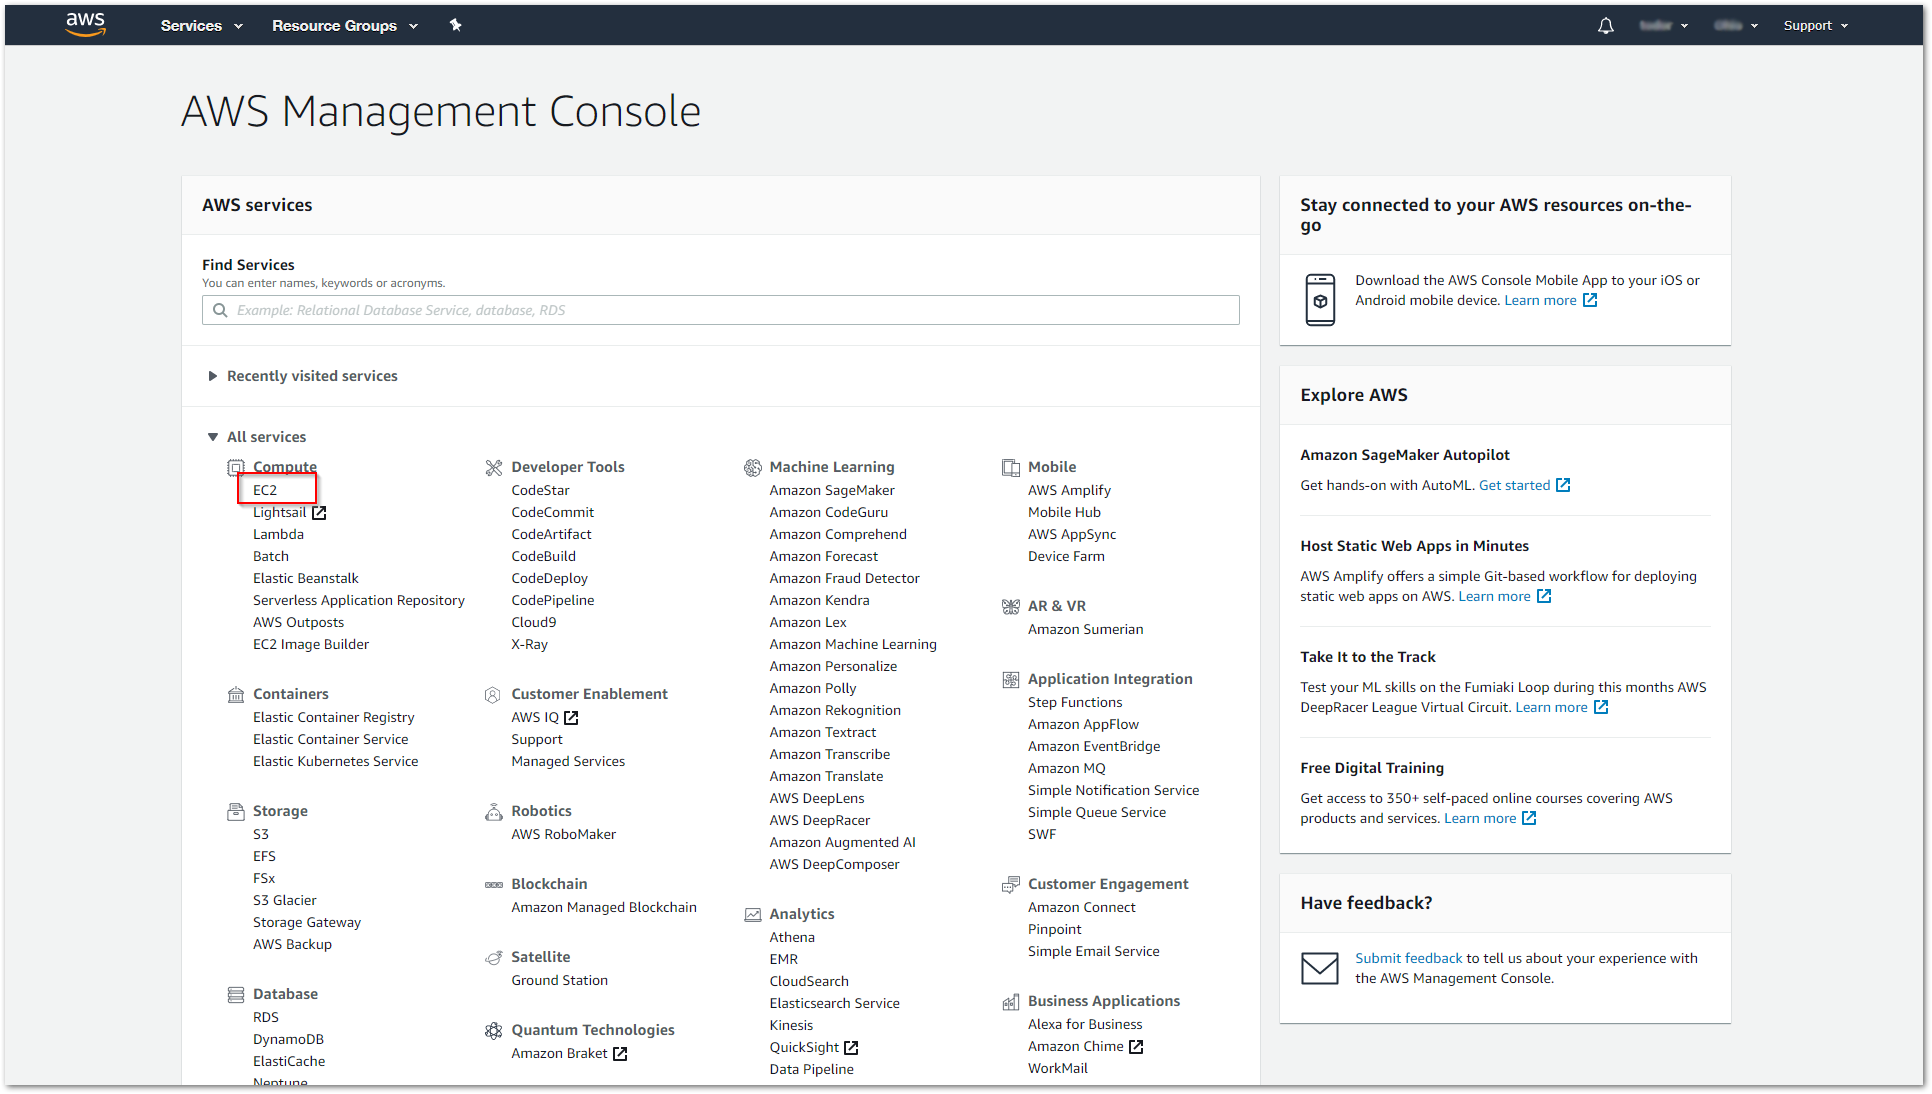 aws
Services
Resource Groups
Support
AWS Management Console
AWS services
Find Services
You can enter names, keywords or acronyms.
Example: Relational Database Service, database, RDS
Recently visited services
All services
Compute
EC2
Lightsail
Lambda
Batch
Elastic Beanstalk
Serverless Application Repository
AWS Outposts
EC2 Image Builder
Containers
Elastic Container Registry
Elastic Container Service
Elastic Kubernetes Service
Storage
S3
EFS
FSx
S3 Glacier
Storage Gateway
AWS Backup
Database
RDS
DynamoDB
ElastiCache
Neptune
Developer Tools
CodeStar
CodeCommit
CodeArtifact
CodeBuild
CodeDeploy
CodePipeline
Cloud9
X-Ray
Customer Enablement
AWS IQ
Support
Managed Services
Robotics
AWS RoboMaker
Blockchain
Amazon Managed Blockchain
Satellite
Ground Station
Quantum Technologies
Amazon Braket
Machine Learning
Amazon SageMaker
Amazon CodeGuru
Amazon Comprehend
Amazon Forecast
Amazon Fraud Detector
Amazon Kendra
Amazon Lex
Amazon Machine Learning
Amazon Personalize
Amazon Polly
Amazon Rekognition
Amazon Textract
Amazon Transcribe
Amazon Translate
AWS DeepLens
AWS DeepRacer
Amazon Augmented AI
AWS DeepComposer
Analytics
Athena
EMR
CloudSearch
Elasticsearch Service
Kinesis
QuickSight
Data Pipeline
Mobile
AWS Amplify
Mobile Hub
AWS AppSync
Device Farm
AR & VR
Amazon Sumerian
Application Integration
Step Functions
Amazon AppFlow
Amazon EventBridge
Amazon MQ
Simple Notification Service
Simple Queue Service
SWF
Customer Engagement
Amazon Connect
Pinpoint
Simple Email Service
Business Applications
Alexa for Business
Amazon Chime
WorkMail
Stay connected to your AWS resources on-the-
go
Download the AWS Console Mobile App to your iOS or
Android mobile device. Learn more
Explore AWS
Amazon SageMaker Autopilot
Get hands-on with AutoML. Get started
Host Static Web Apps in Minutes
AWS Amplify offers a simple Git-based workflow for deploying
static web apps on AWS. Learn more
Take It to the Track
Test your ML skills on the Fumiaki Loop during this months AWS
DeepRacer League Virtual Circuit. Learn more
Free Digital Training
Get access to 350+ self-paced online courses covering AWS
products and services. Learn more
Have feedback?
Submit feedback to tell us about your experience with
the AWS Management Console.